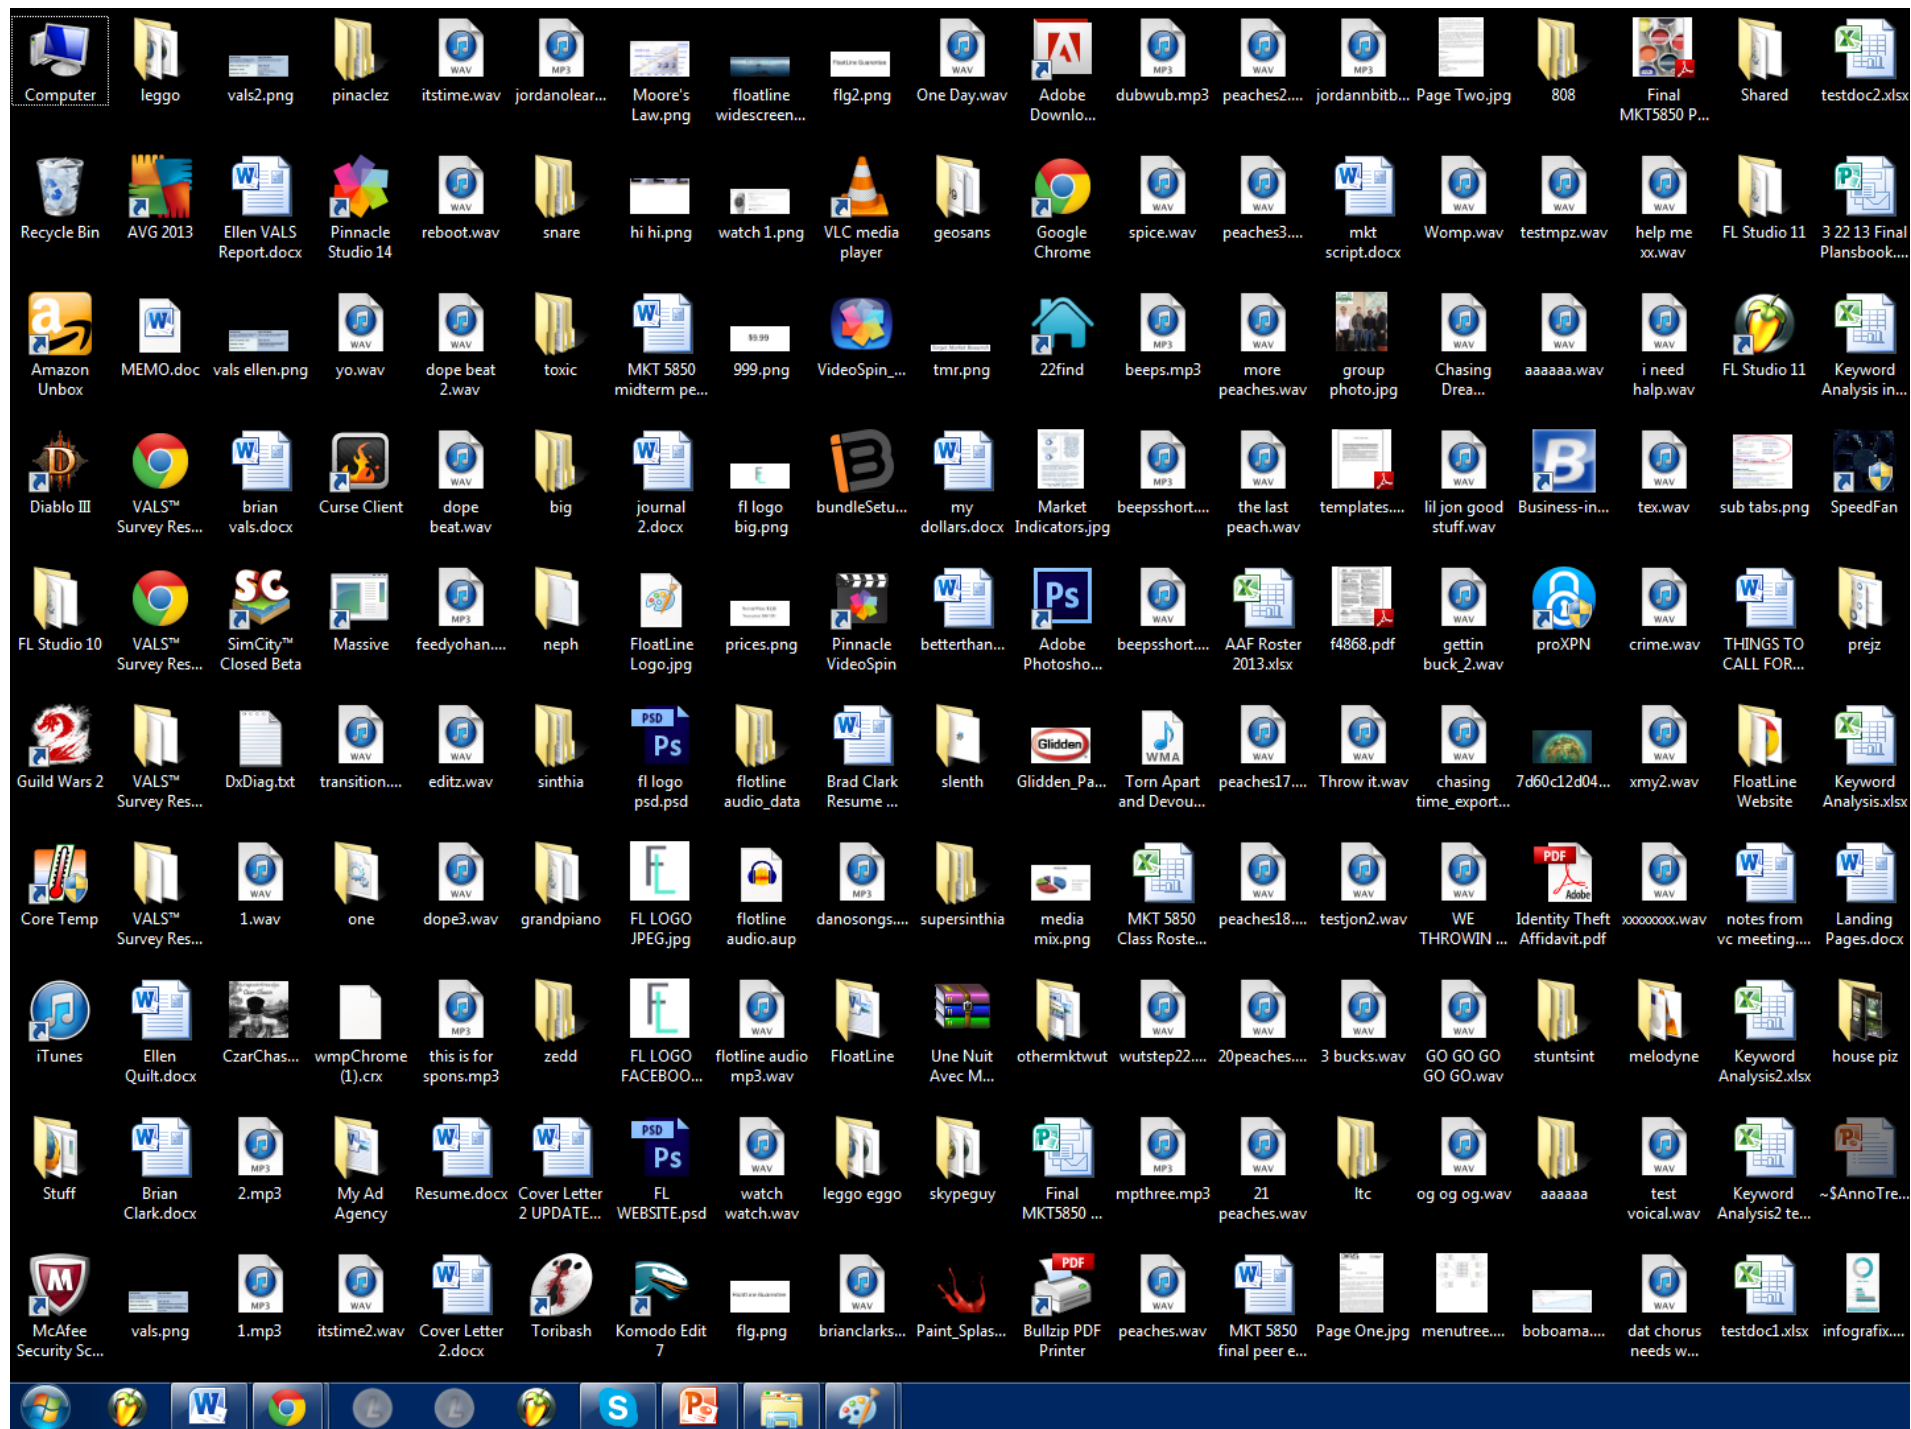 Computer
leggo
vals2.png
pinaclez
itstime.wav
jordanolear...
Moore's
Law.png
floatline
widescreen...
flg2.png
One Day.wav
Adobe
Downlo...
dubwub.mp3
peaches2....
jordannbitb...
Page Two.jpg
808
Final
MKT5850 P...
Shared
testdoc2.xlsx
Recycle Bin
AVG 2013
Ellen VALS
Report.docx
Pinnacle
Studio 14
reboot.wav
snare
hi hi.png
watch 1.png
VLC media
player
geosans
Google
Chrome
spice.wav
peaches3....
mkt
script.docx
Womp.wav
testmpz.wav
help me
xx.wav
FL Studio 11
3 22 13 Final
Plansbook....
Amazon
Unbox
MEMO.doc
vals ellen.png
yo.wav
dope beat
2.wav
toxic
MKT 5850
midterm pe...
$9.99
999.png
VideoSpin_...
tmr.png
22find
beeps.mp3
more
peaches.wav
group
photo.jpg
Chasing
Drea...
aaaaaa.wav
i need
halp.wav
FL Studio 11
Keyword
Analysis in...
Diablo III
VALS™
Survey Res...
brian
vals.docx
Curse Client
dope
beat.wav
big
journal
2.docx
fl logo
big.png
bundleSetu...
my
dollars.docx
Market
Indicators.jpg
beepsshort....
the last
peach.wav
templates....
lil jon good
stuff.wav
Business-in...
tex.wav
sub tabs.png
SpeedFan
FL Studio 10
VALS™
Survey Res...
SimCity™
Closed Beta
Massive
feedyohan....
neph
FloatLine
Logo.jpg
prices.png
Pinnacle
VideoSpin
betterthan...
Adobe
Photosho...
beepsshort....
AAF Roster
2013.xlsx
f4868.pdf
gettin
buck_2.wav
proXPN
crime.wav
THINGS TO
CALL FOR...
prejz
Guild Wars 2
VALS™
Survey Res...
DxDiag.txt
transition....
editz.wav
sinthia
fl logo
psd.psd
flotline
audio_data
Brad Clark
Resume ...
slenth
Glidden
Glidden_Pa...
Torn Apart
and Devou...
peaches17....
Throw it.wav
chasing
time_export...
7d60c12d04...
xmy2.wav
FloatLine
Website
Keyword
Analysis.xlsx
Core Temp
VALS™
Survey Res...
1.wav
one
dope3.wav
grandpiano
FL LOGO
JPEG.jpg
flotline
audio.aup
danosongs....
supersinthia
media
mix.png
MKT 5850
Class Roste...
peaches18....
testjon2.wav
WE
THROWIN ...
Identity Theft
Affidavit.pdf
xxxxxxxx.wav
notes from
vc meeting....
Landing
Pages.docx
iTunes
Ellen
Quilt.docx
CzarChas...
wmpChrome
(1).crx
this is for
spons.mp3
zedd
FL LOGO
FACEBOO...
flotline audio
mp3.wav
FloatLine
Une Nuit
Avec M...
othermktwut
wutstep22....
20peaches....
3 bucks.wav
GO GO GO
GO GO.wav
stuntsint
melodyne
Keyword
Analysis2.xlsx
house piz
Stuff
Brian
Clark.docx
2.mp3
My Ad
Agency
Resume.docx
Cover Letter
2 UPDATE...
FL
WEBSITE.psd
watch
watch.wav
leggo eggo
skypeguy
Final
MKT5850 ...
mpthree.mp3
21
peaches.wav
ltc
og og og.wav
aaaaaa
test
voical.wav
Keyword
Analysis2 te...
~$AnnoTre...
McAfee
Security Sc...
vals.png
1.mp3
itstime2.wav
Cover Letter
2.docx
Toribash
Komodo Edit
7
flg.png
brianclarks...
Paint_Splas...
Bullzip PDF
Printer
peaches.wav
MKT 5850
final peer e...
Page One.jpg
menutree....
boboama....
dat chorus
needs w...
testdoc1.xlsx
infografix....